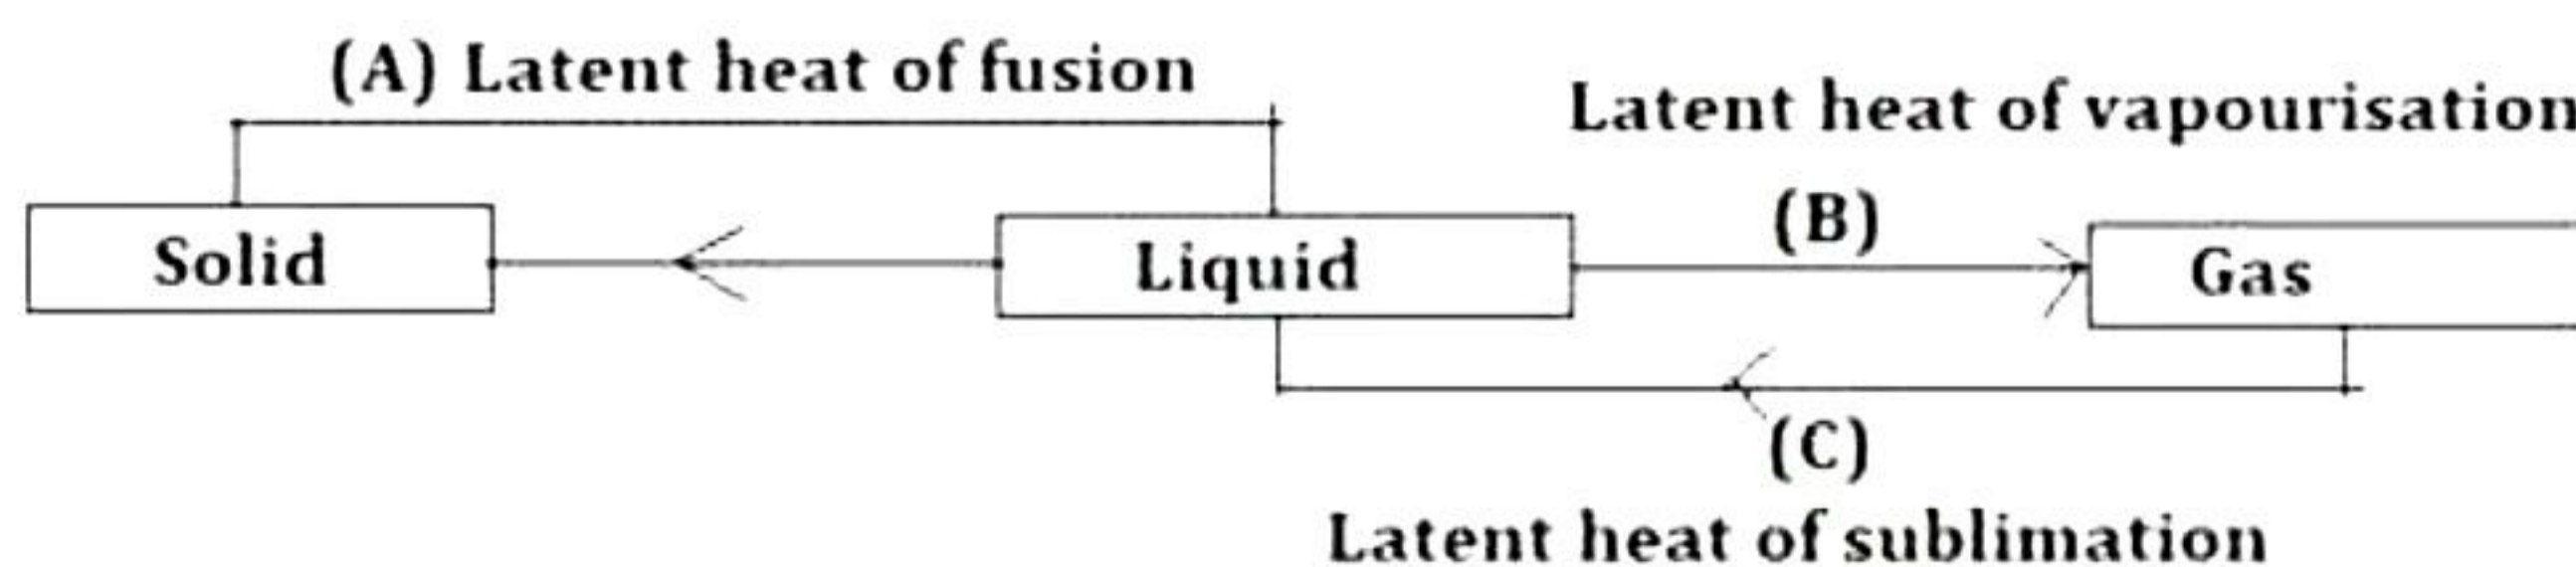 (A) Latent heat of fusion
Latent heat of vapourisation
(B)
Solid
Liquid
Gas
(C)
Latent heat of sublimation